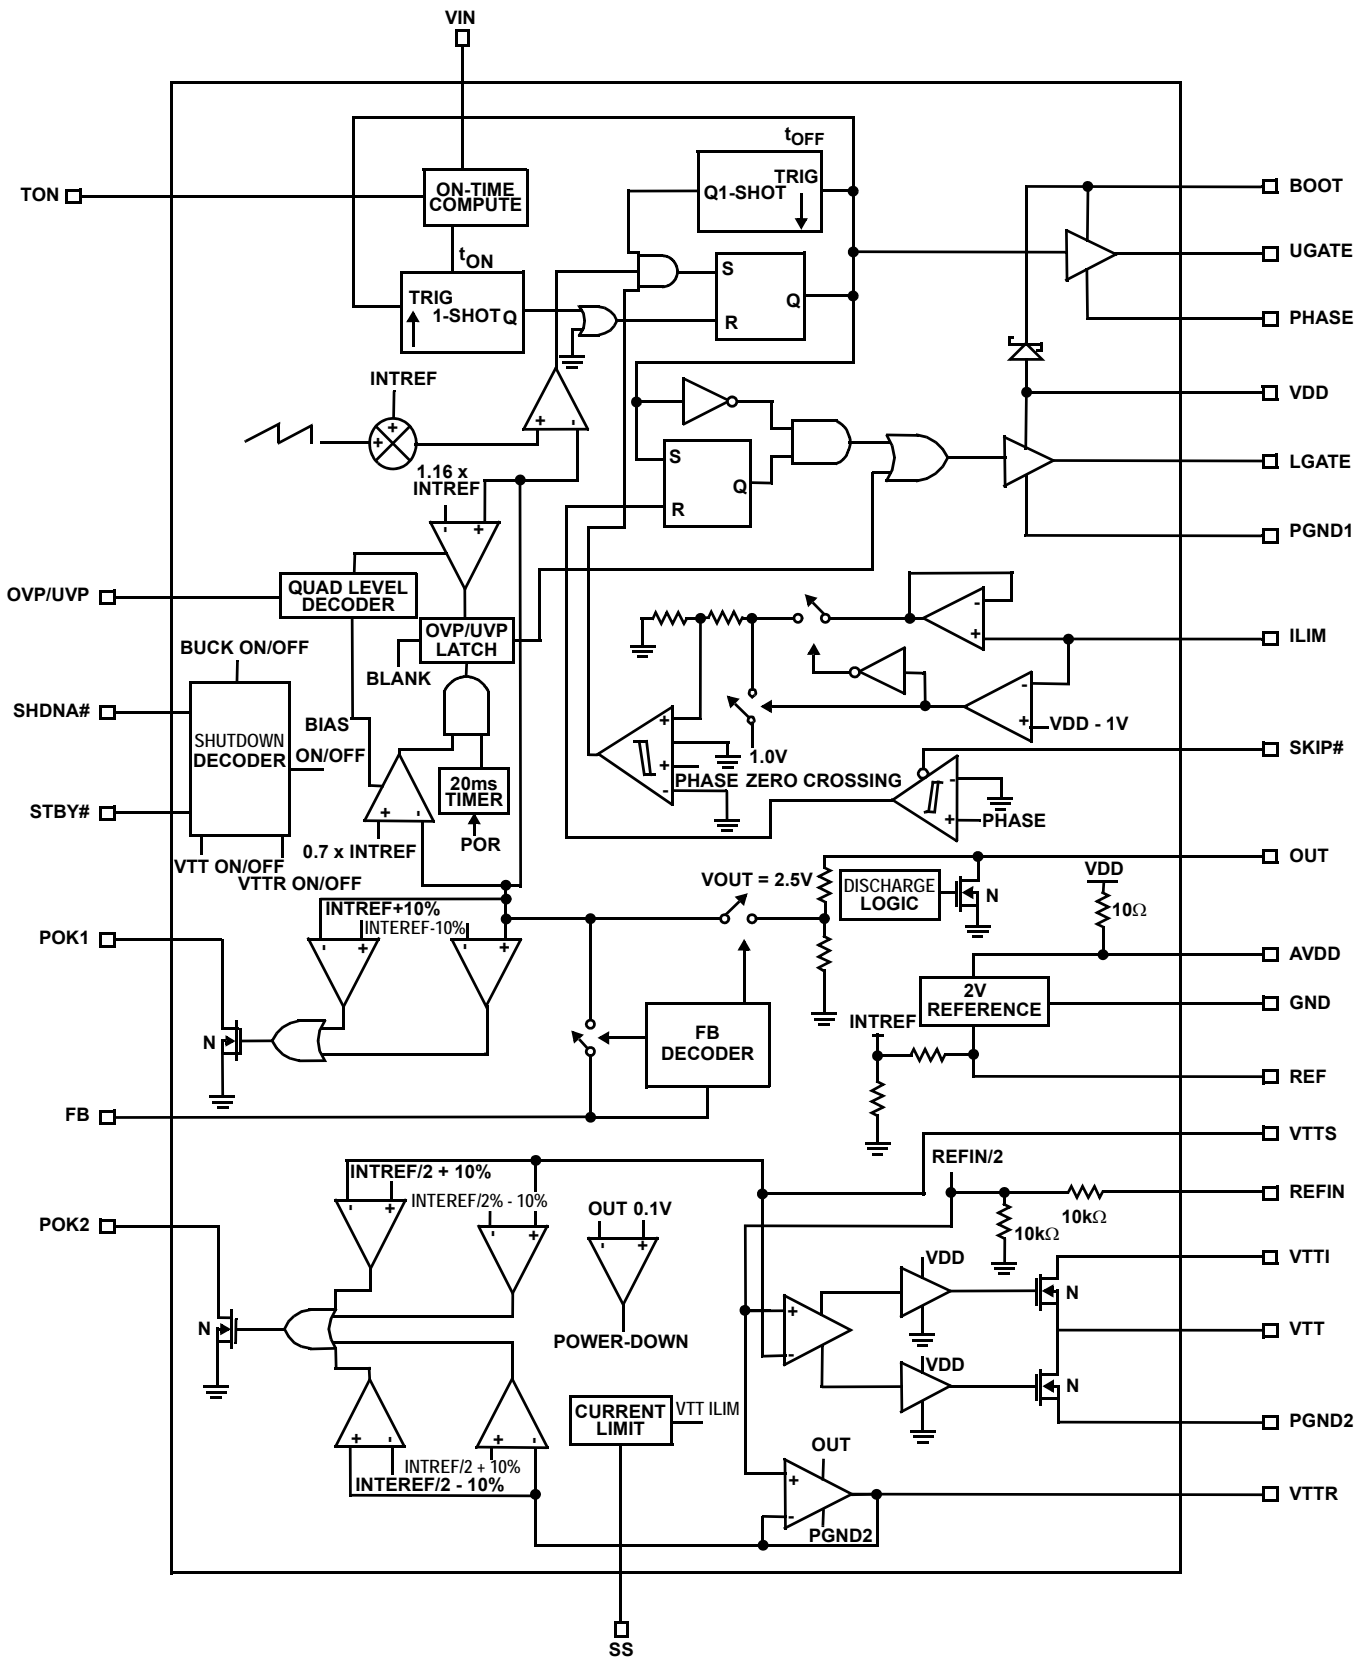 VIN
tOFF
TON
ON-TIME
COMPUTE
Q1-SHOT
TRIG
BOOT
tON
UGATE
S
R
Q
TRIG
1-SHOT Q
PHASE
INTREF
+
+
+
-
VDD
1.16 x
INTREF
S
R
Q
LGATE
-
+
PGND1
OVP/UVP
QUAD LEVEL
DECODER
OVP/UVP
LATCH
-
+
ILIM
BUCK ON/OFF
BLANK
-
+
VDD - 1V
SHDNA#
SHUTDOWN
DECODER
BIAS
ON/OFF
+
+
-
1.0V
SKIP#
PHASE ZERO CROSSING
20ms
TIMER
-
+
PHASE
STBY#
+
-
0.7 x INTREF
POR
VTT ON/OFF
VTTR ON/OFF
OUT
VOUT = 2.5V
DISCHARGE
LOGIC
N
VDD
10Ω
INTREF+10%
INTEREF-10%
POK1
-
+
-
+
AVDD
2V
REFERENCE
GND
N
FB
DECODER
INTREF
REF
FB
VTTS
REFIN/2
INTREF/2 + 10%
INTEREF/2% - 10%
REFIN
10kΩ
10kΩ
POK2
-
+
-
+
OUT 0.1V
-
+
VTTI
VDD
N
N
POWER-DOWN
+
-
VTT
VDD
N
CURRENT
LIMIT
VTT ILIM
PGND2
+
-
+
-
INTREF/2 + 10%
INTEREF/2 - 10%
OUT
+
-
PGND2
VTTR
SS